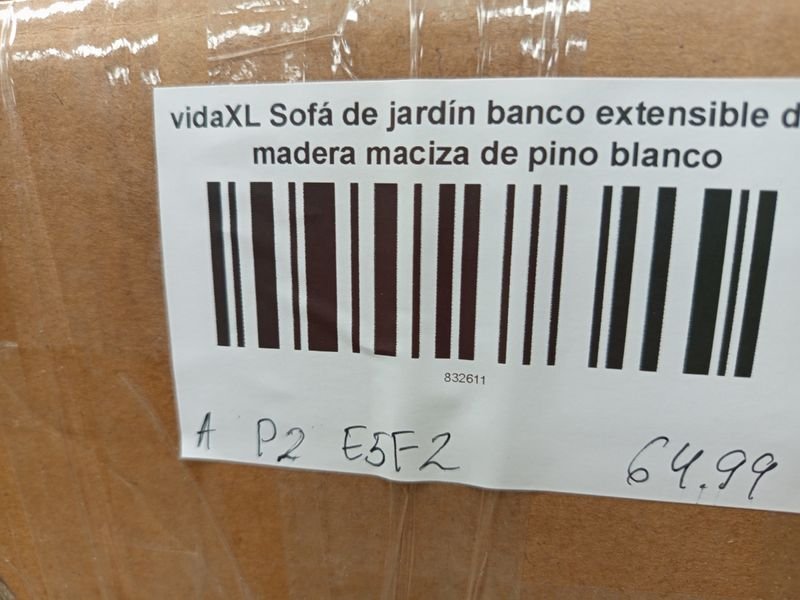 vidaXL Sofá de jardín banco extensible d
madera maciza de pino blanco
832611
A P2 E5F2 64.99